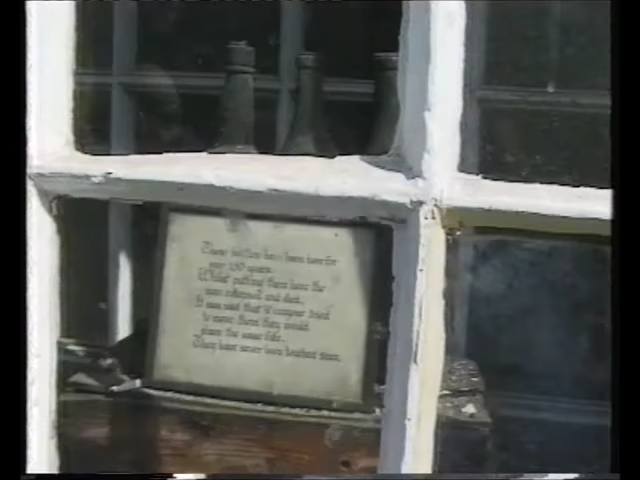 These bottles have been here for
over 100 years.
Whilst putting them here the
man collapsed and died.
It was said that if anyone tried
to move them they would
share the same fate.
They have never been touched since.